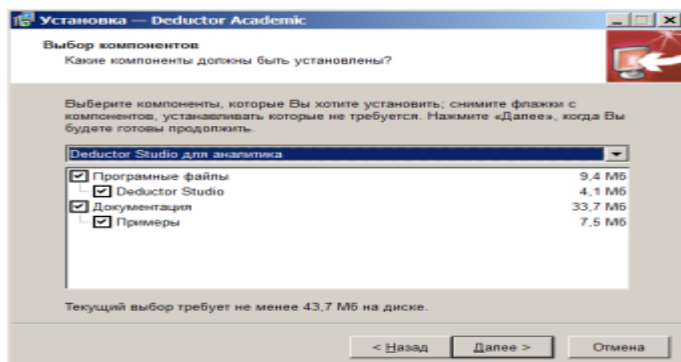 Установка — Deductor Academic
Выбор компонентов
Какие компоненты должны быть установлены?
Выберите компоненты, которые Вы хотите установить; снимите флажки с
компонентов, устанавливать которые не требуется. Нажмите «Далее», когда Вы
будете готовы продолжить.
Deductor Studio для аналитика
Програмные файлы 9,4 Мб
Deductor Studio 4,1 Мб
Документация 33,7 Мб
Примеры 7,5 Мб
Текущий выбор требует не менее 43,7 Мб на диске.
< Назад Далее > Отмена